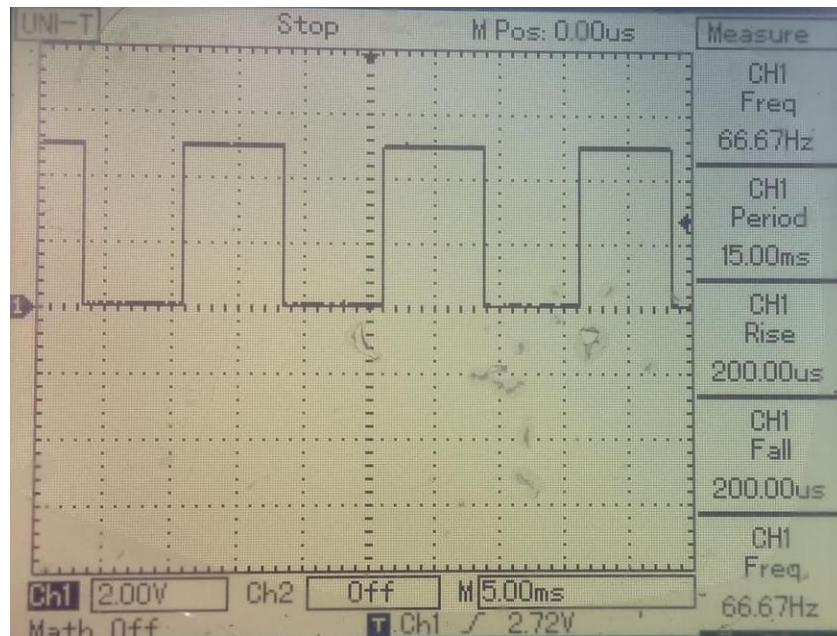 UNI-T Stop M Pos: 0.00us Measure
CH1
Freq
66.67Hz
CH1
Period
15.00ms
CH1
Rise
200.00us
CH1
Fall
200.00us
CH1
Freq
66.67Hz
1
Ch1 2.00V Ch2 Off M 5.00ms
Math Off T Ch1 2.72V